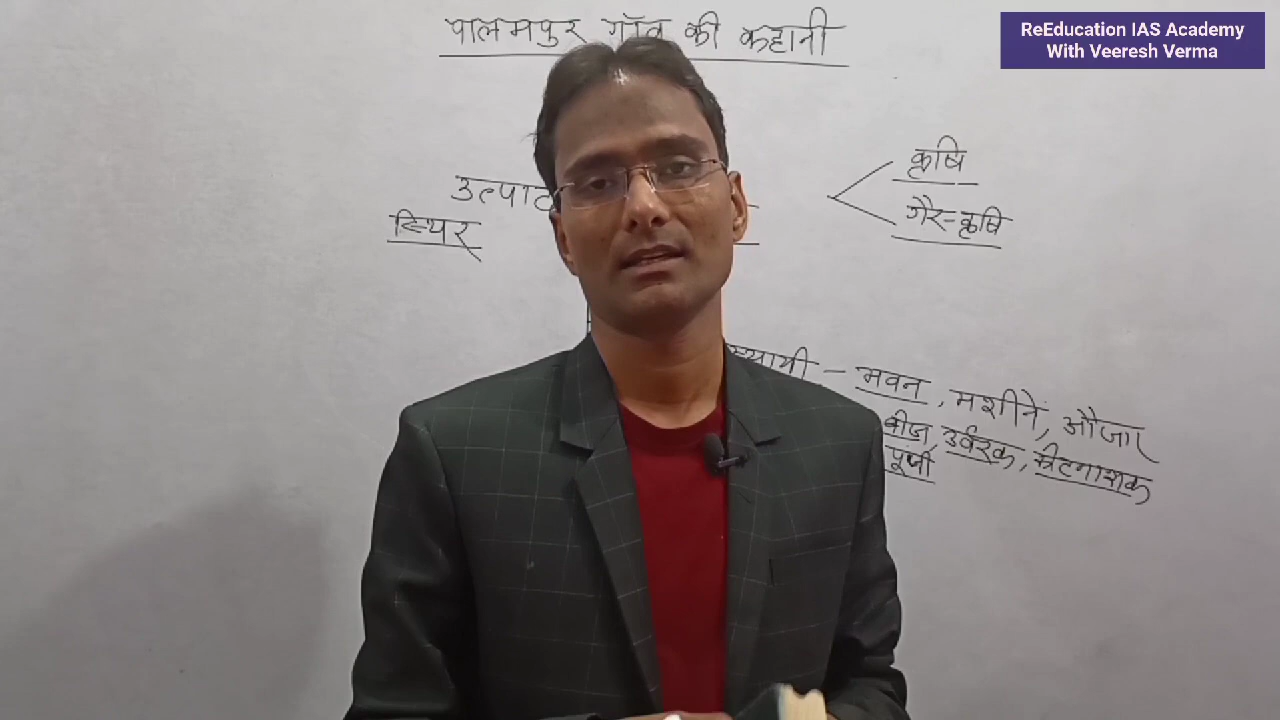 ReEducation IAS Academy
With Veeresh Verma
पालमपुर गाँव की कहानी
कृषि
उत्पाद
स्थिर
गैर-कृषि
स्थायी - भवन, मशीनें, औजार
बीज, उर्वरक, कीटनाशक
पूंजी